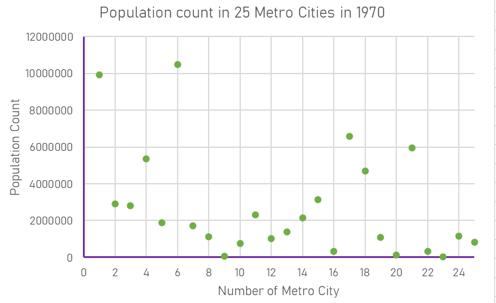 Population count in 25 Metro Cities in 1970
12000000
10000000
8000000
6000000
4000000
2000000
0
Population Count
0 2 4 6 8 10 12 14 16 18 20 22 24
Number of Metro City